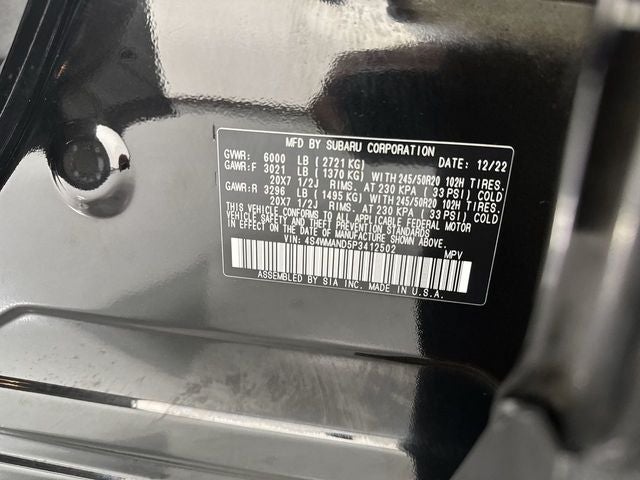 MFD BY SUBARU CORPORATION
GVWR: 6000 LB ( 2721 KG) DATE: 12/22
GAWR:F 3021 LB ( 1370 KG) WITH 245/50R20 102H TIRES.
20X7 1/2J RIMS. AT 230 KPA ( 33 PSI) COLD
GAWR:R 3296 LB ( 1495 KG) WITH 245/50R20 102H TIRES.
20X7 1/2J RIMS. AT 230 KPA ( 33 PSI) COLD
THIS VEHICLE CONFORMS TO ALL APPLICABLE FEDERAL MOTOR
VEHICLE SAFETY AND THEFT PREVENTION STANDARDS
IN EFFECT ON THE DATE OF MANUFACTURE SHOWN ABOVE.
VIN: 4S4WMAND5P3412502 MPV
ASSEMBLED BY SIA INC. MADE IN U.S.A.